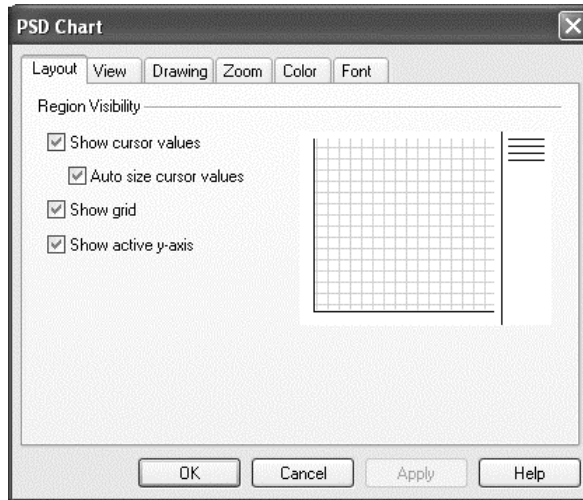 PSD Chart
Layout View Drawing Zoom Color Font
Region Visibility
Show cursor values
Auto size cursor values
Show grid
Show active y-axis
OK Cancel Apply Help